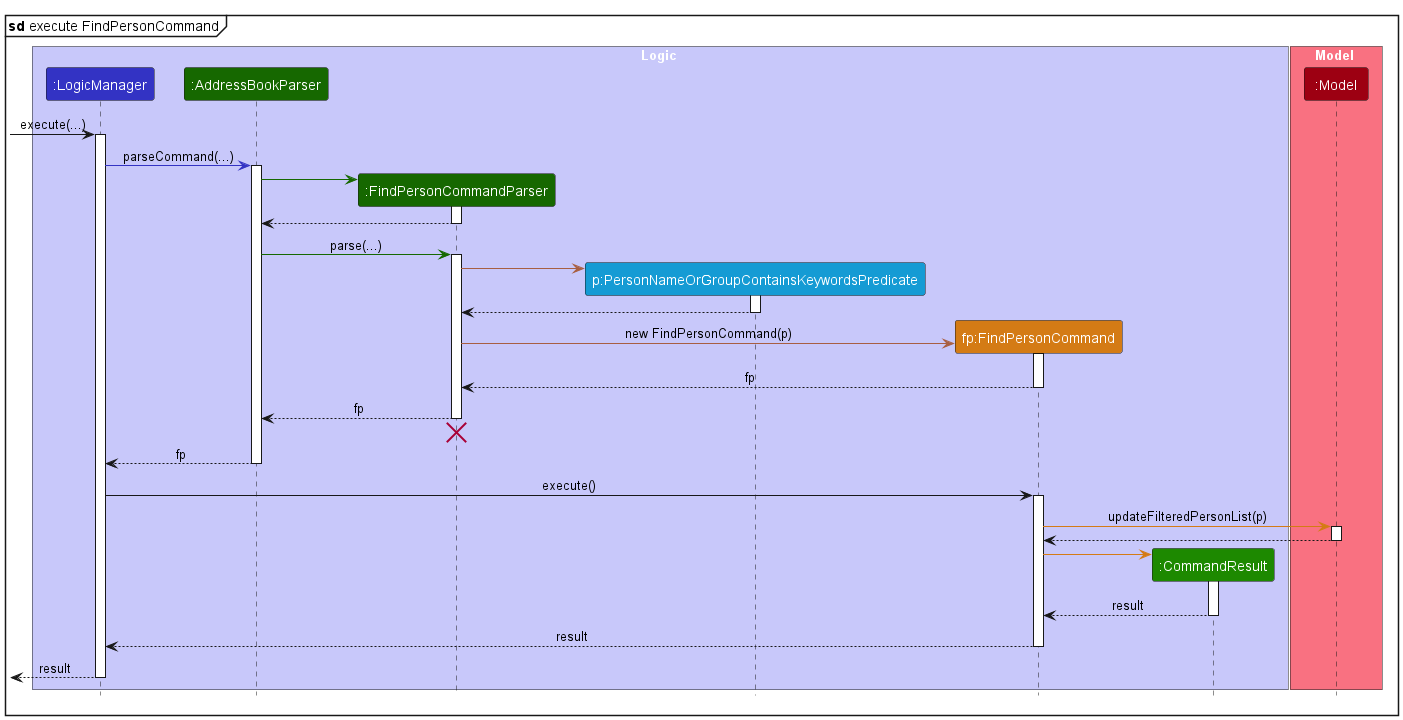 sd execute FindPersonCommand
Logic
Model
:LogicManager
:AddressBookParser
:Model
execute(...)
parseCommand(...)
:FindPersonCommandParser
parse(...)
p:PersonNameOrGroupContainsKeywordsPredicate
new FindPersonCommand(p)
fp:FindPersonCommand
fp
fp
fp
execute()
updateFilteredPersonList(p)
:CommandResult
result
result
result